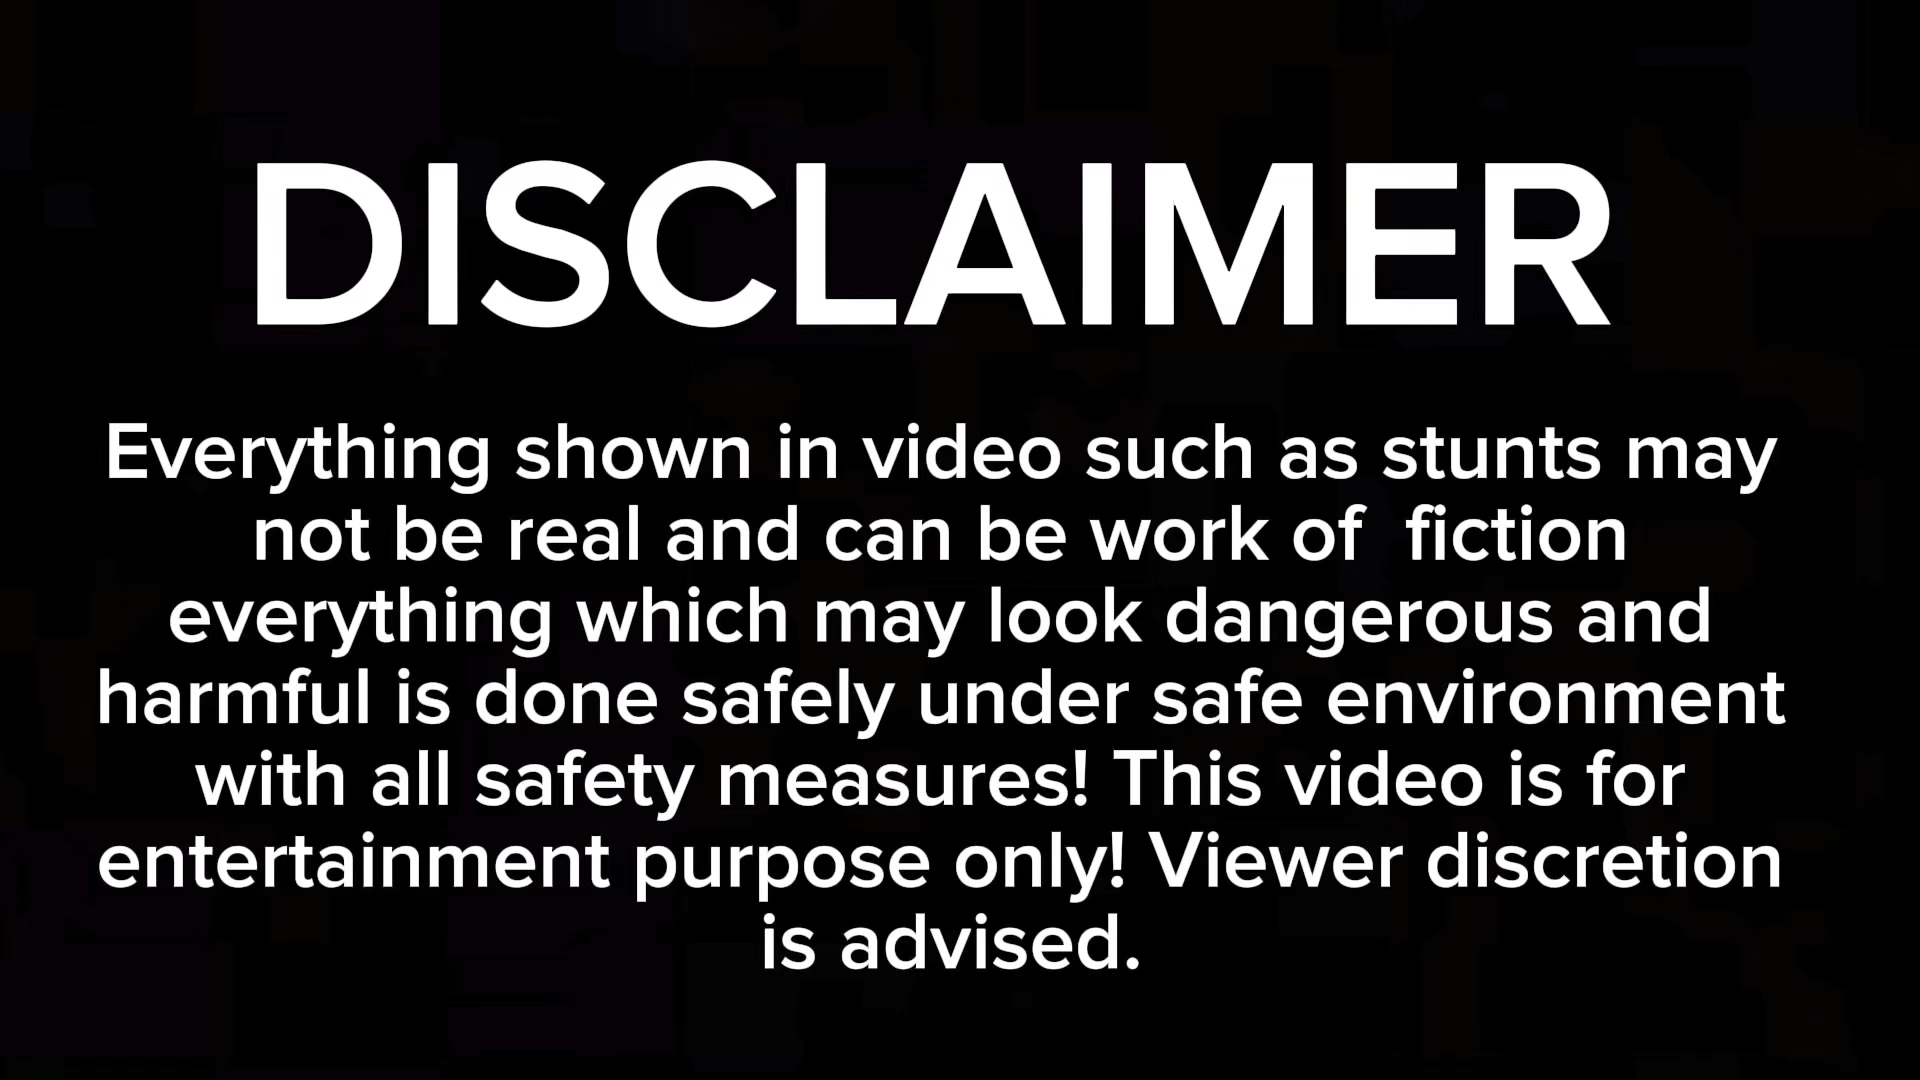 DISCLAIMER
Everything shown in video such as stunts may
not be real and can be work of  fiction
everything which may look dangerous and
harmful is done safely under safe environment
with all safety measures! This video is for
entertainment purpose only! Viewer discretion
is advised.